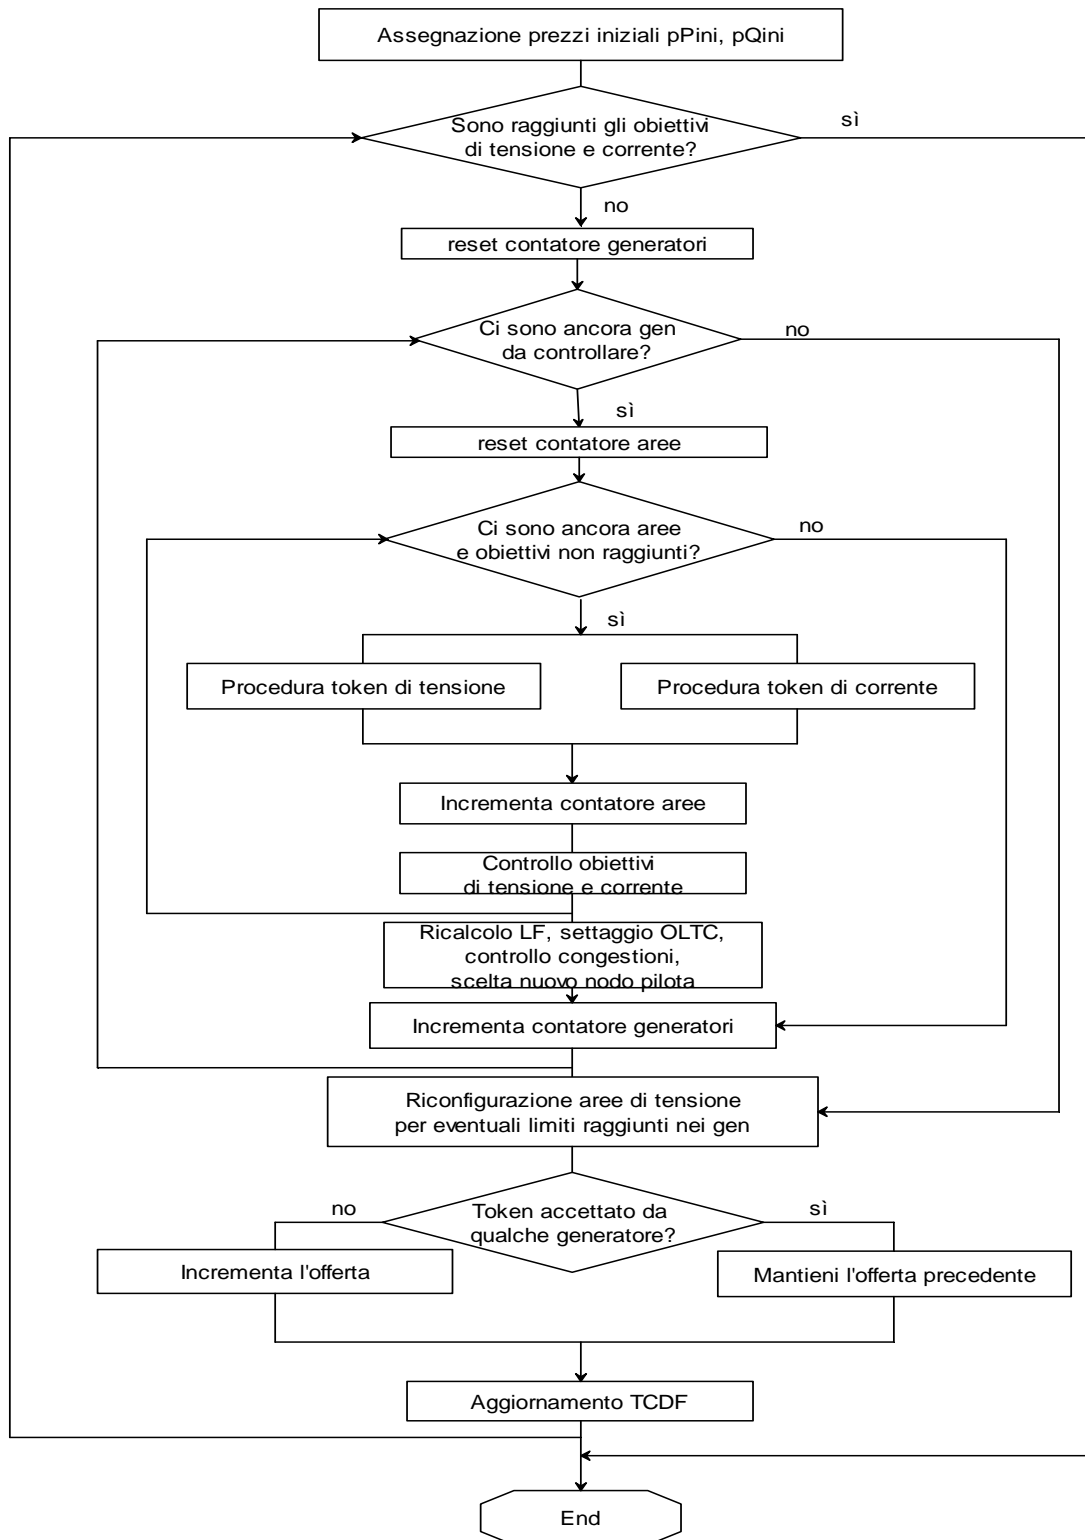 Assegnazione prezzi iniziali pPini, pQini
Sono raggiunti gli obiettivi
di tensione e corrente?
sì
no
reset contatore generatori
Ci sono ancora gen
da controllare?
no
sì
reset contatore aree
Ci sono ancora aree
e obiettivi non raggiunti?
no
sì
Procedura token di tensione
Procedura token di corrente
Incrementa contatore aree
Controllo obiettivi
di tensione e corrente
Ricalcolo LF, settaggio OLTC,
controllo congestioni,
scelta nuovo nodo pilota
Incrementa contatore generatori
Riconfigurazione aree di tensione
per eventuali limiti raggiunti nei gen
Token accettato da
qualche generatore?
no
sì
Incrementa l'offerta
Mantieni l'offerta precedente
Aggiornamento TCDF
End